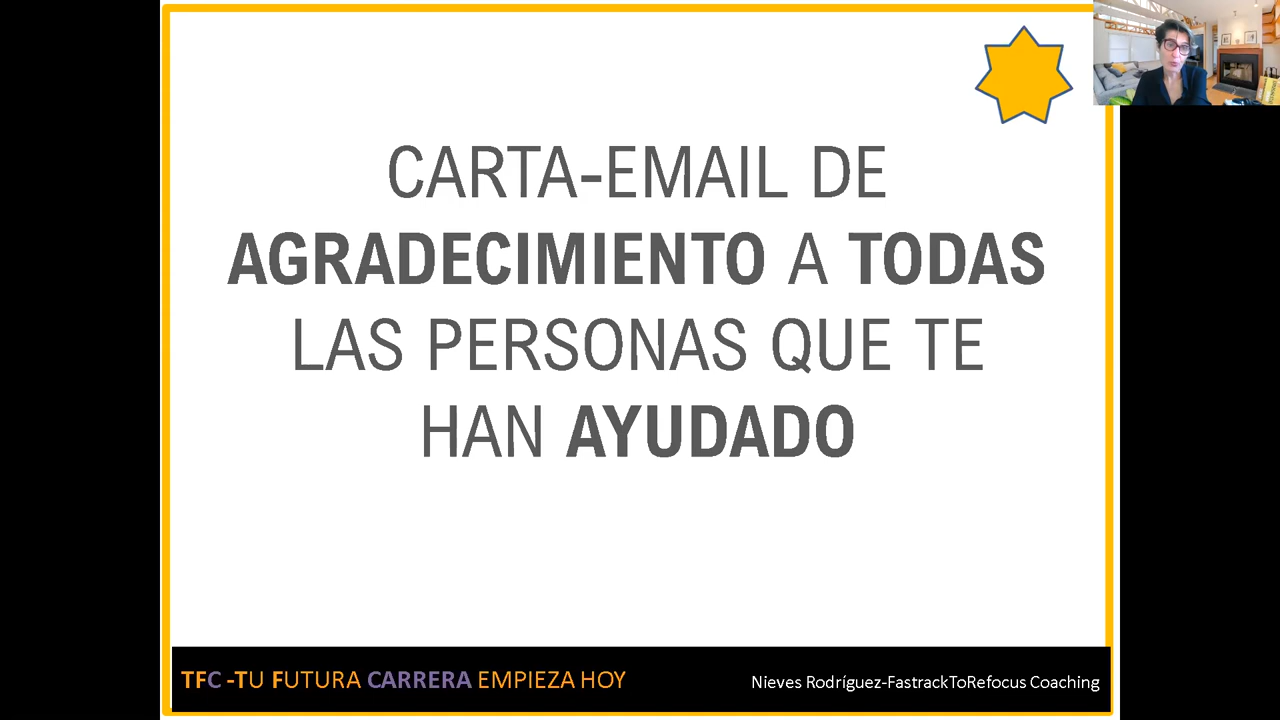 CARTA-EMAIL DE
AGRADECIMIENTO A TODAS
LAS PERSONAS QUE TE
HAN AYUDADO
TFC -TU FUTURA CARRERA EMPIEZA HOY
Nieves Rodríguez-FastrackToRefocus Coaching